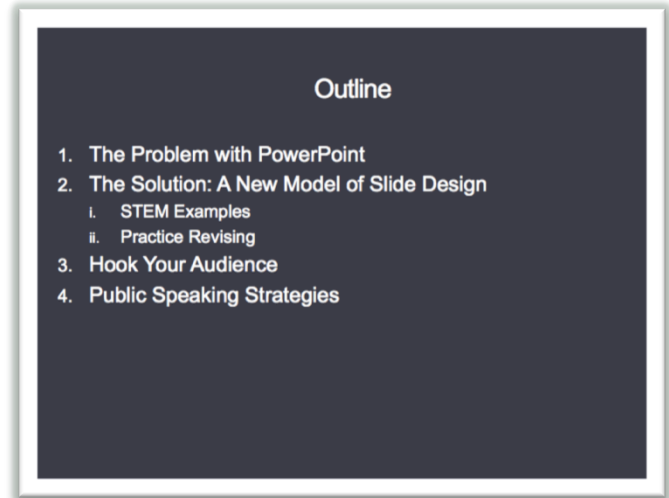 Outline
1. The Problem with PowerPoint
2. The Solution: A New Model of Slide Design
i. STEM Examples
ii. Practice Revising
3. Hook Your Audience
4. Public Speaking Strategies